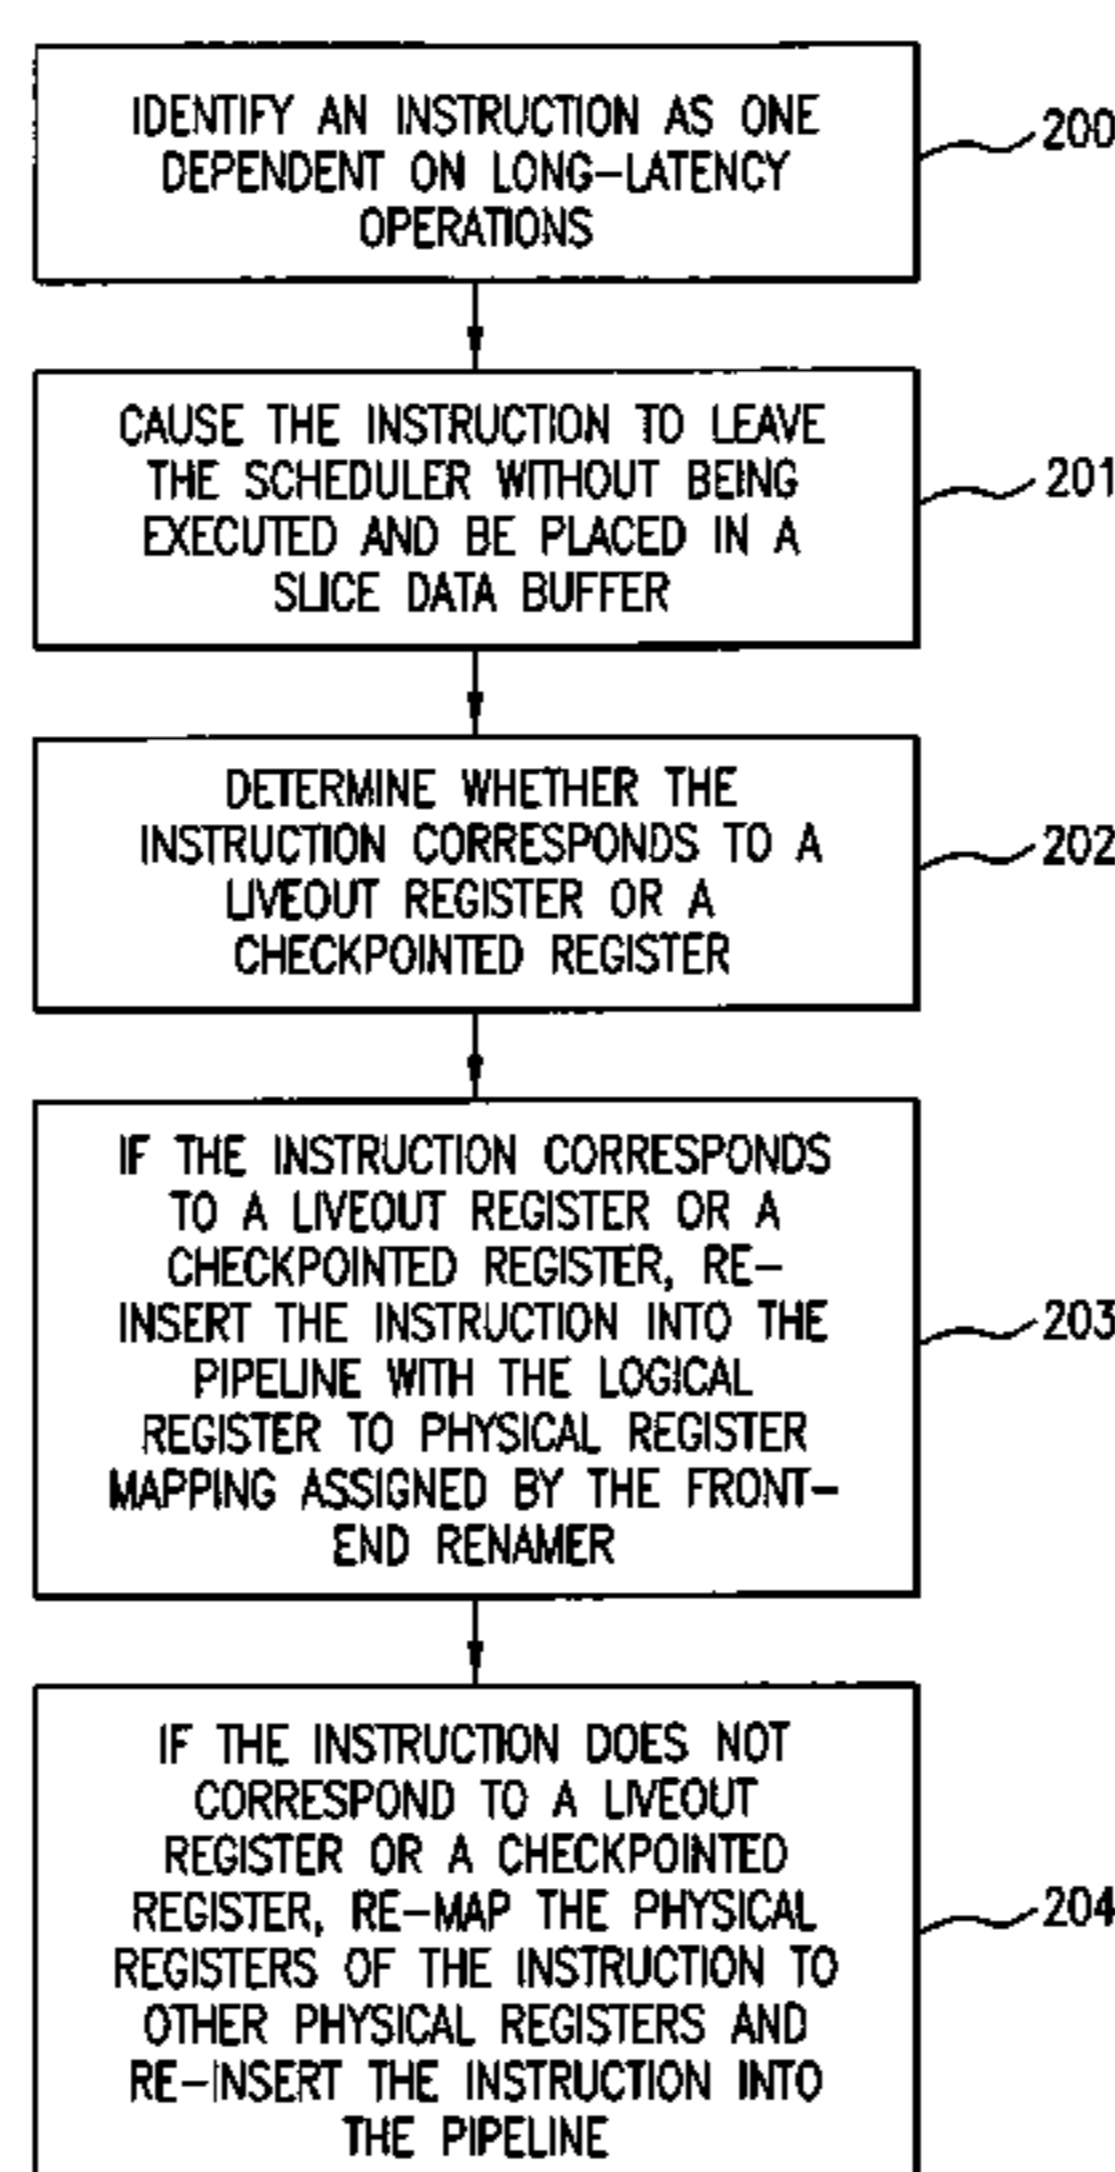 IDENTIFY AN INSTRUCTION AS ONE
DEPENDENT ON LONG-LATENCY
OPERATIONS
200
CAUSE THE INSTRUCTION TO LEAVE
THE SCHEDULER WITHOUT BEING
EXECUTED AND BE PLACED IN A
SLICE DATA BUFFER
201
DETERMINE WHETHER THE
INSTRUCTION CORRESPONDS TO A
LIVEOUT REGISTER OR A
CHECKPOINTED REGISTER
202
IF THE INSTRUCTION CORRESPONDS
TO A LIVEOUT REGISTER OR A
CHECKPOINTED REGISTER, RE-
INSERT THE INSTRUCTION INTO THE
PIPELINE WITH THE LOGICAL
REGISTER TO PHYSICAL REGISTER
MAPPING ASSIGNED BY THE FRONT-
END RENAMER
203
IF THE INSTRUCTION DOES NOT
CORRESPOND TO A LIVEOUT
REGISTER OR A CHECKPOINTED
REGISTER, RE-MAP THE PHYSICAL
REGISTERS OF THE INSTRUCTION TO
OTHER PHYSICAL REGISTERS AND
RE-INSERT THE INSTRUCTION INTO
THE PIPELINE
204